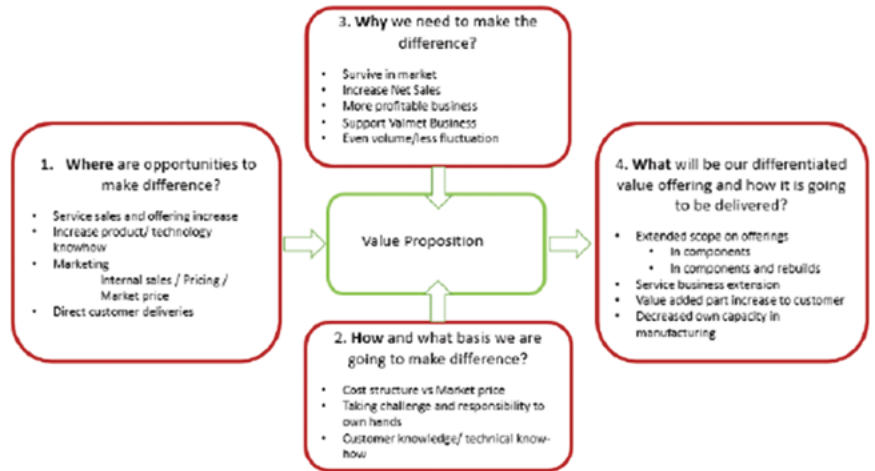 3. Why we need to make the
difference?
• Survive in market
• Increase Net Sales
• More profitable business
• Support Valmet Business
• Even volume/less fluctuation
1. Where are opportunities to
make difference?
• Service sales and offering increase
• Increase product/ technology
knowhow
• Marketing
Internal sales / Pricing /
Market price
• Direct customer deliveries
Value Proposition
4. What will be our differentiated
value offering and how it is going
to be delivered?
• Extended scope on offerings
• In components
• In components and rebuilds
• Service business extension
• Value added part increase to customer
• Decreased own capacity in
manufacturing
2. How and what basis we are
going to make difference?
• Cost structure vs Market price
• Taking challenge and responsibility to
own hands
• Customer knowledge/ technical know-
how